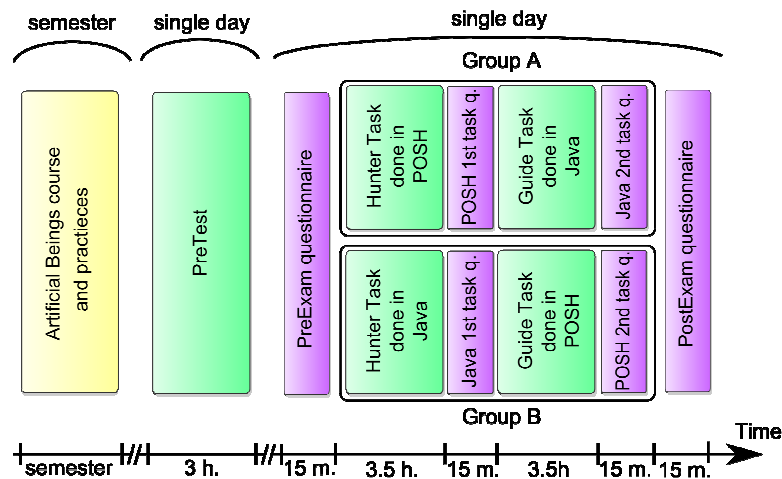 semester
single day
single day
Group A
Artificial Beings course
and practieces
PreTest
PreExam questionnaire
Hunter Task
done in
POSH
POSH 1st task q.
Guide Task
done in
Java
Java 2nd task q.
Hunter Task
done in
Java
Java 1st task q.
Guide Task
done in
POSH
POSH 2nd task q.
PostExam questionnaire
Group B
Time
semester
3 h.
15 m.
3.5 h.
15 m.
3.5h
15 m.
15 m.